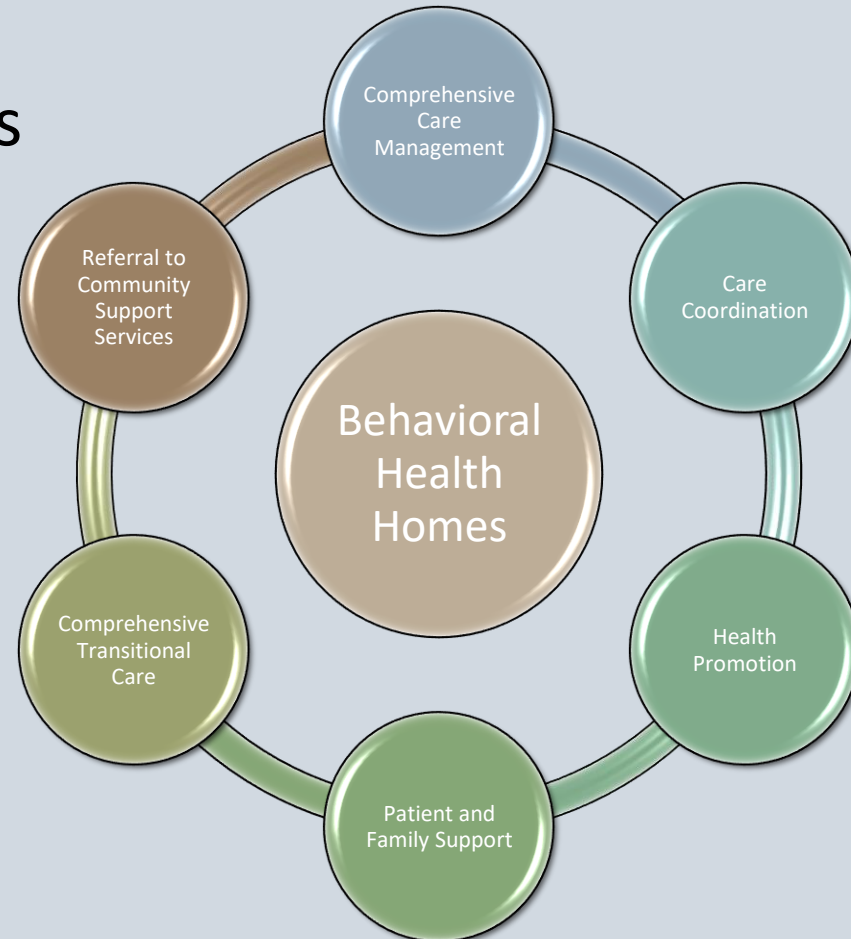 s
Comprehensive
Care
Management
Care
Coordination
Health
Promotion
Patient and
Family Support
Comprehensive
Transitional
Care
Referral to
Community
Support
Services
Behavioral
Health
Homes